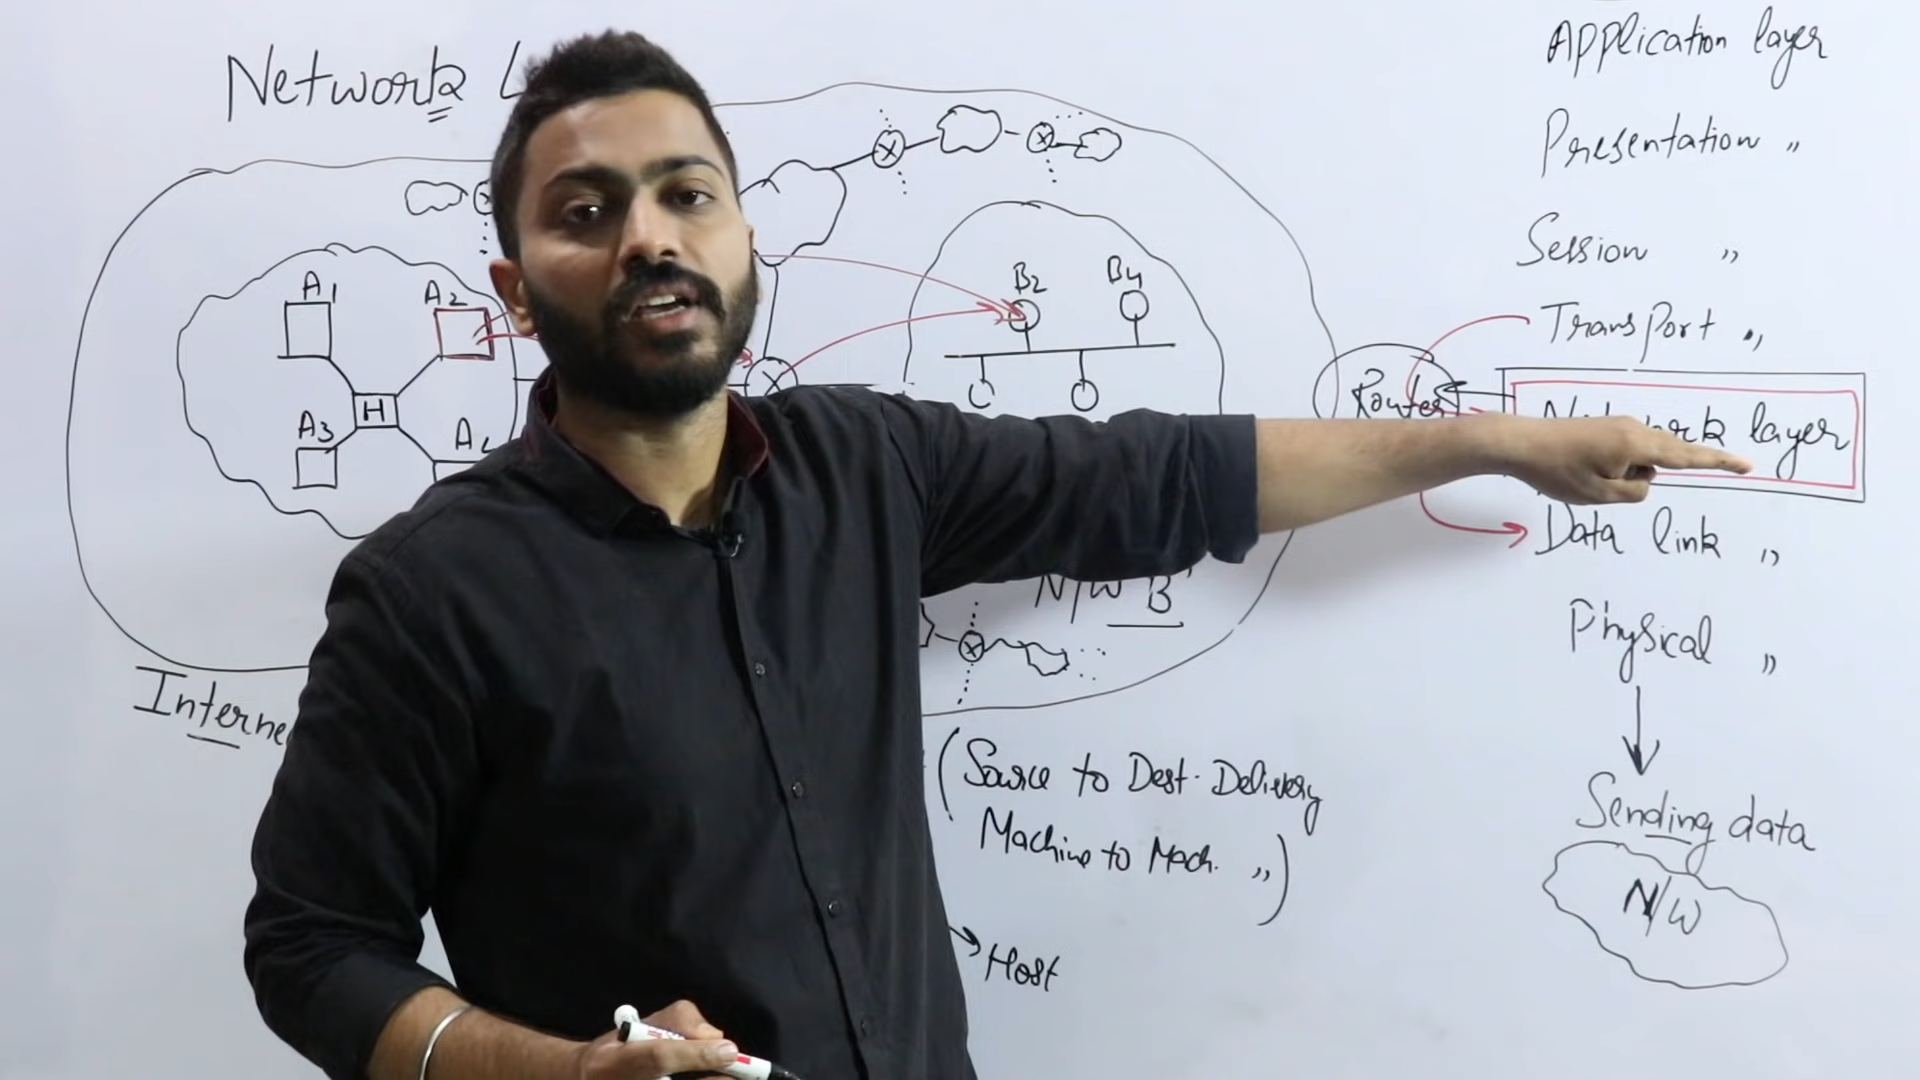 Network L
A1
A2
A3
H
B2
B4
N/W B'
Interne
(Source to Dest. Delivery
Machine to Mach. ")
Host
Router
Application layer
Presentation "
Session "
Transport "
layer
Data link "
Physical "
Sending data
N/W